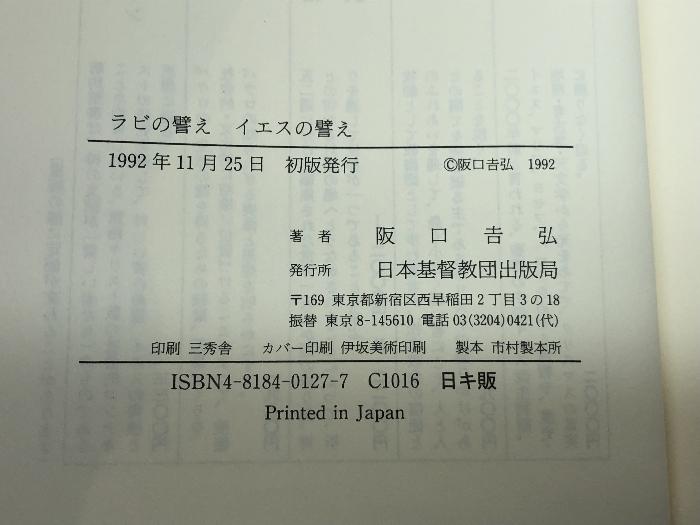 ラビの譬え イエスの譬え
1992年11月25日 初版発行 ©阪口吉弘 1992
著者 阪口吉弘
発行所 日本基督教団出版局
〒169 東京都新宿区西早稲田2丁目3の18
振替 東京8-145610 電話03(3204)0421(代)
印刷 三秀舎 カバー印刷 伊坂美術印刷 製本 市村製本所
ISBN4-8184-0127-7 C1016 日キ販
Printed in Japan